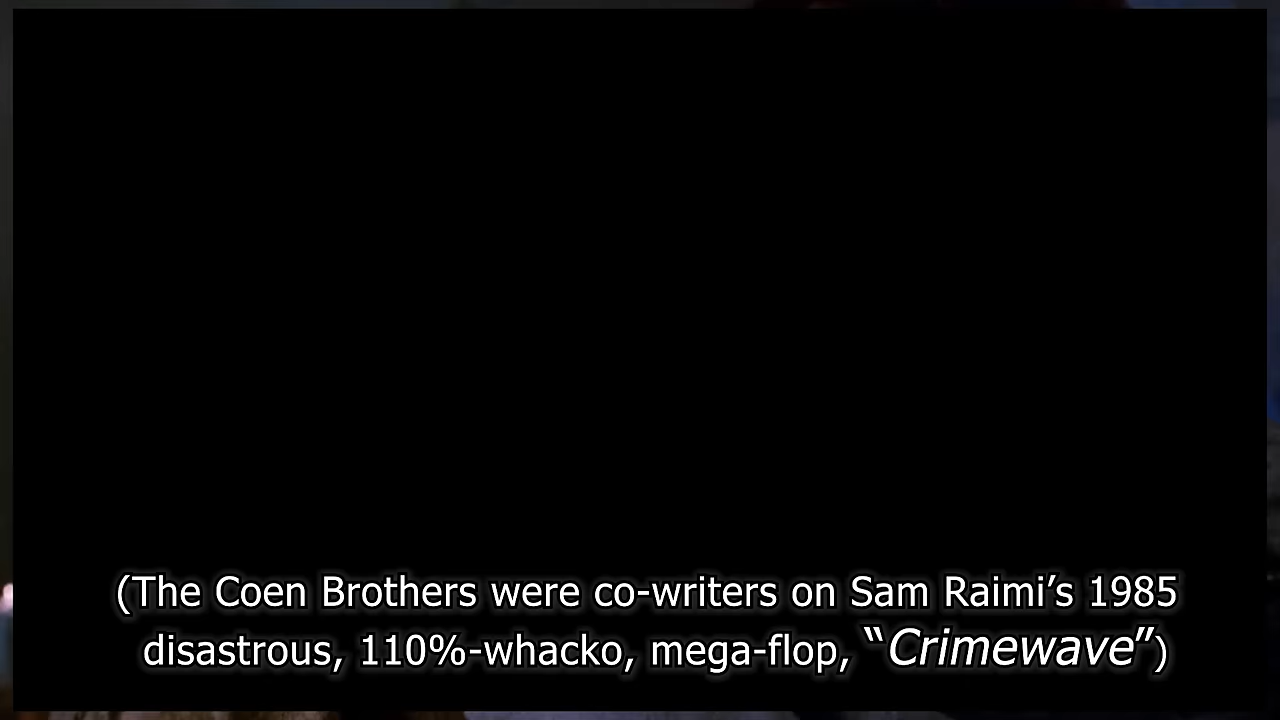 (The Coen Brothers were co-writers on Sam Raimi’s 1985
disastrous, 110%-whacko, mega-flop, “Crimewave”)